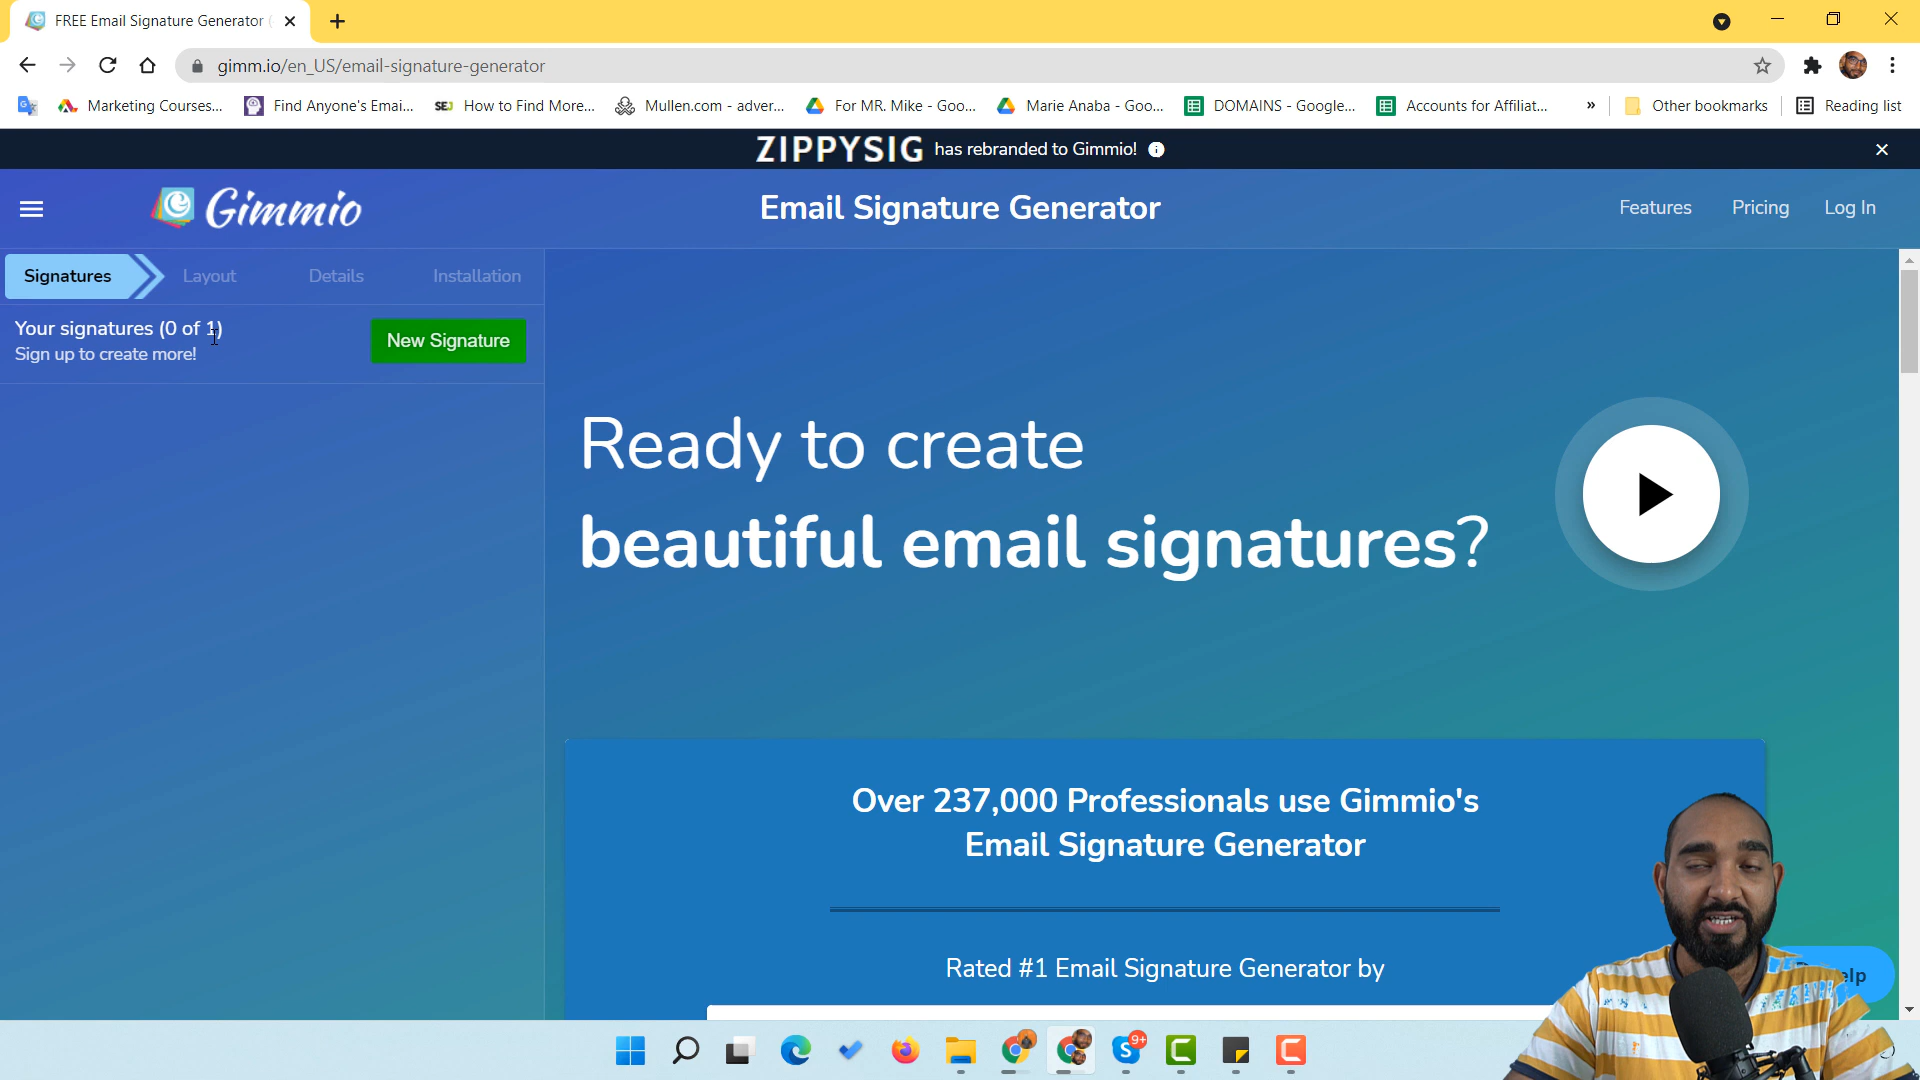 FREE Email Signature Generator (
gimm.io/en_US/email-signature-generator
Marketing Courses...
Find Anyone's Emai...
SEJ
How to Find More...
Mullen.com - adver...
For MR. Mike - Goo...
Marie Anaba - Goo...
DOMAINS - Google...
Accounts for Affiliat...
»
Other bookmarks
Reading list
ZIPPYSIG has rebranded to Gimmio!
Gimmio
Email Signature Generator
Features
Pricing
Log In
Signatures
Layout
Details
Installation
Your signatures (0 of 1)
Sign up to create more!
New Signature
Ready to create
beautiful email signatures?
Over 237,000 Professionals use Gimmio's
Email Signature Generator
Rated #1 Email Signature Generator by
elp
9+